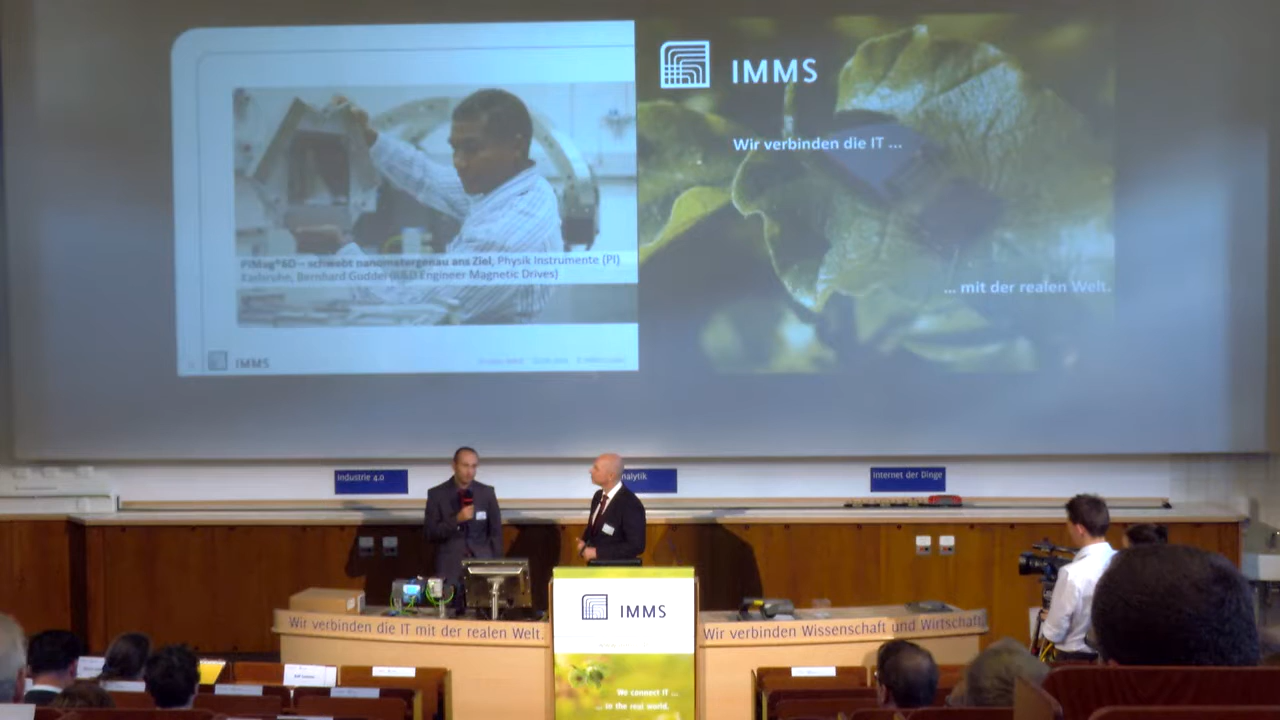 IMMS
Wir verbinden die IT ...
... mit der realen Welt.
PIMag®6D – schwebt nanometergenau ans Ziel, Physik Instrumente (PI)
Karlsruhe, Bernhard Gudder (R&D Engineer Magnetic Drives)
IMMS
Industrie 4.0
nalytik
Internet der Dinge
IMMS
Wir verbinden die IT mit der realen Welt.
Wir verbinden Wissenschaft und Wirtschaft.
We connect IT ...
... to the real world.